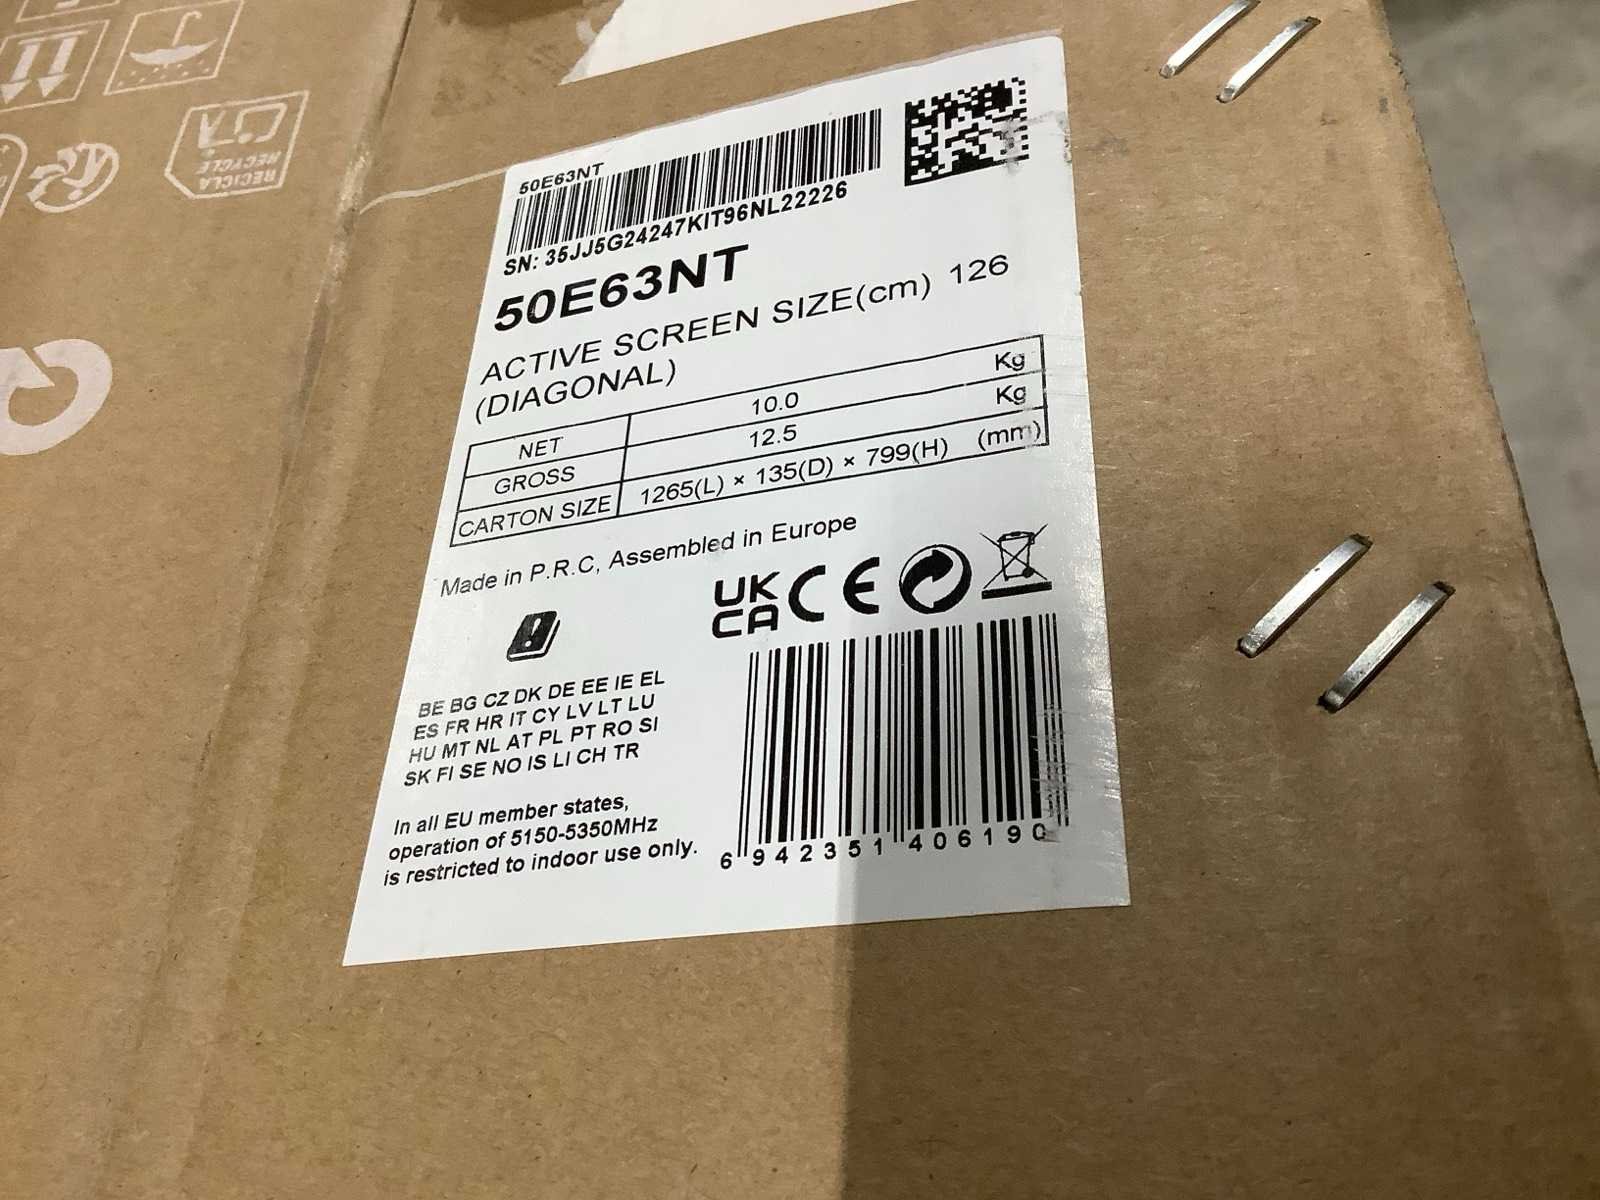 RECICLA
RECYCLE
50E63NT
SN: 35JJ5G24247KIT96NL22226
50E63NT
ACTIVE SCREEN SIZE(cm) 126
(DIAGONAL)
NET 10.0 Kg
GROSS 12.5 Kg
CARTON SIZE 1265(L) × 135(D) × 799(H) (mm)
Made in P.R.C, Assembled in Europe
UK
CA CE
BE BG CZ DK DE EE IE EL
ES FR HR IT CY LV LT LU
HU MT NL AT PL PT RO SI
SK FI SE NO IS LI CH TR
In all EU member states,
operation of 5150-5350MHz
is restricted to indoor use only.
6 942351 406190